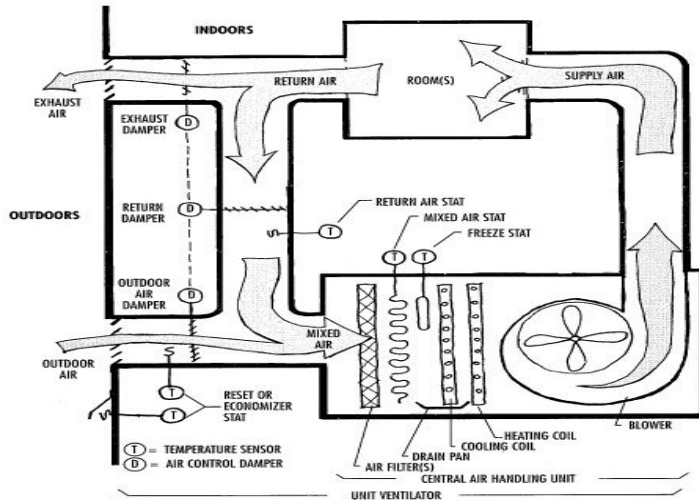 INDOORS
EXHAUST
AIR
RETURN AIR
ROOM(S)
SUPPLY AIR
EXHAUST
DAMPER
D
OUTDOORS
RETURN
DAMPER
D
T
RETURN AIR STAT
MIXED AIR STAT
T
T
FREEZE STAT
OUTDOOR
AIR
DAMPER
D
MIXED
AIR
OUTDOOR
AIR
T
T
RESET OR
ECONOMIZER
STAT
BLOWER
HEATING COIL
COOLING COIL
DRAIN PAN
AIR FILTER(S)
T = TEMPERATURE SENSOR
D = AIR CONTROL DAMPER
CENTRAL AIR HANDLING UNIT
UNIT VENTILATOR